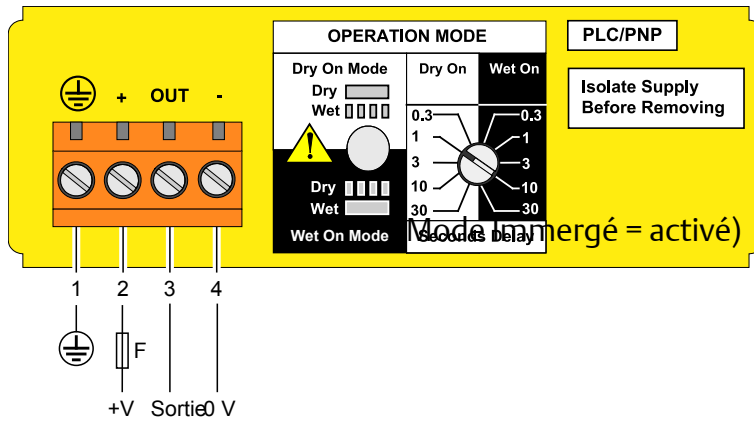 OPERATION MODE
PLC/PNP
Isolate Supply
Before Removing
+ OUT -
Dry On Mode
Dry
Wet
Dry
Wet
Wet On Mode
Dry On Wet On
0.3 0.3
1 1
3 3
10 10
30 30
Seconds Delay
Mode Immergé = activé)
1 2 3 4
F
+V Sortie 0 V